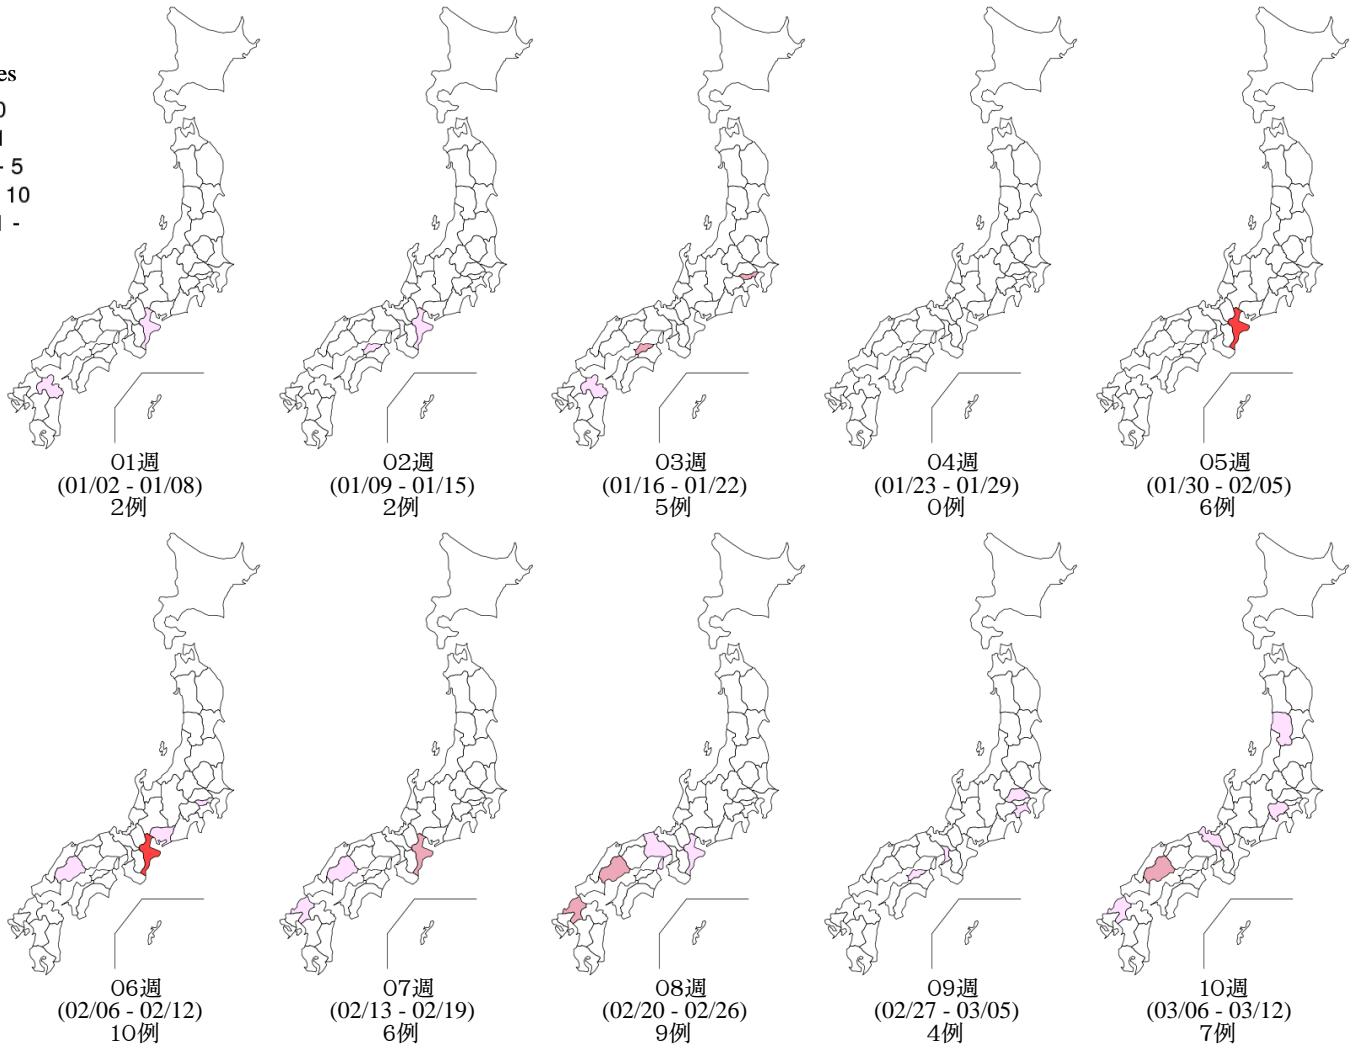 es
0
1
- 5
10
1 -
01週
(01/02 - 01/08)
2例
02週
(01/09 - 01/15)
2例
03週
(01/16 - 01/22)
5例
04週
(01/23 - 01/29)
0例
05週
(01/30 - 02/05)
6例
06週
(02/06 - 02/12)
10例
07週
(02/13 - 02/19)
6例
08週
(02/20 - 02/26)
9例
09週
(02/27 - 03/05)
4例
10週
(03/06 - 03/12)
7例